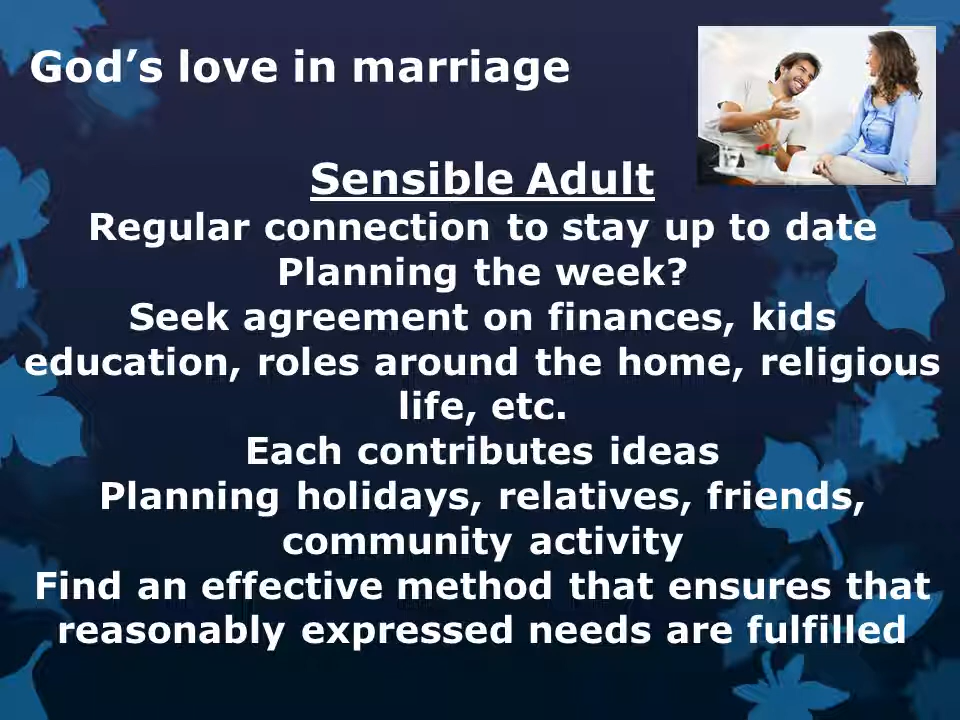 God’s love in marriage
Sensible Adult
Regular connection to stay up to date
Planning the week?
Seek agreement on finances, kids
education, roles around the home, religious
life, etc.
Each contributes ideas
Planning holidays, relatives, friends,
community activity
Find an effective method that ensures that
reasonably expressed needs are fulfilled